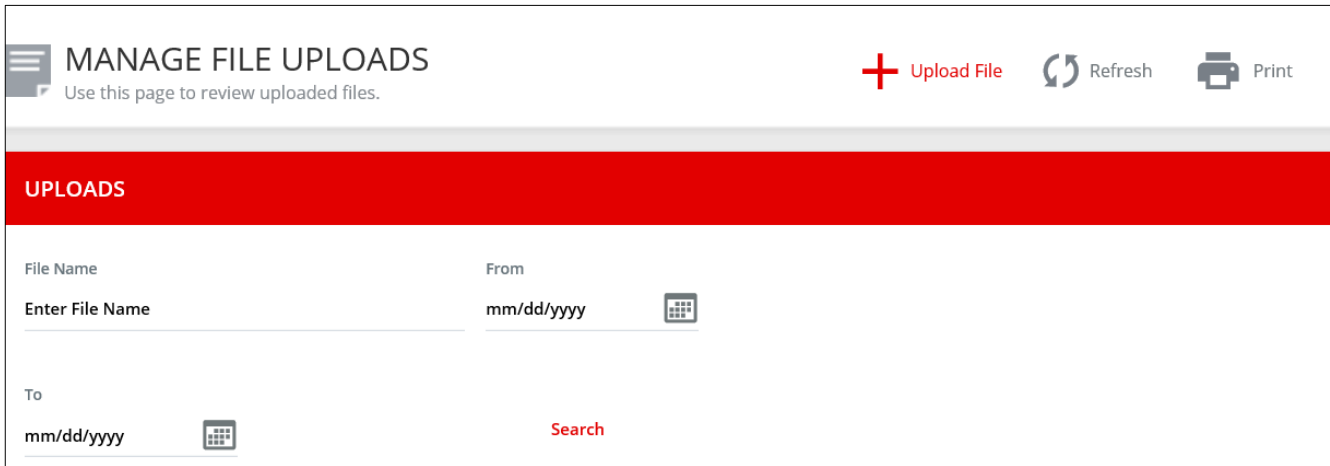 MANAGE FILE UPLOADS
Use this page to review uploaded files.
Upload File
Refresh
Print
UPLOADS
File Name
From
Enter File Name
mm/dd/yyyy
To
mm/dd/yyyy
Search